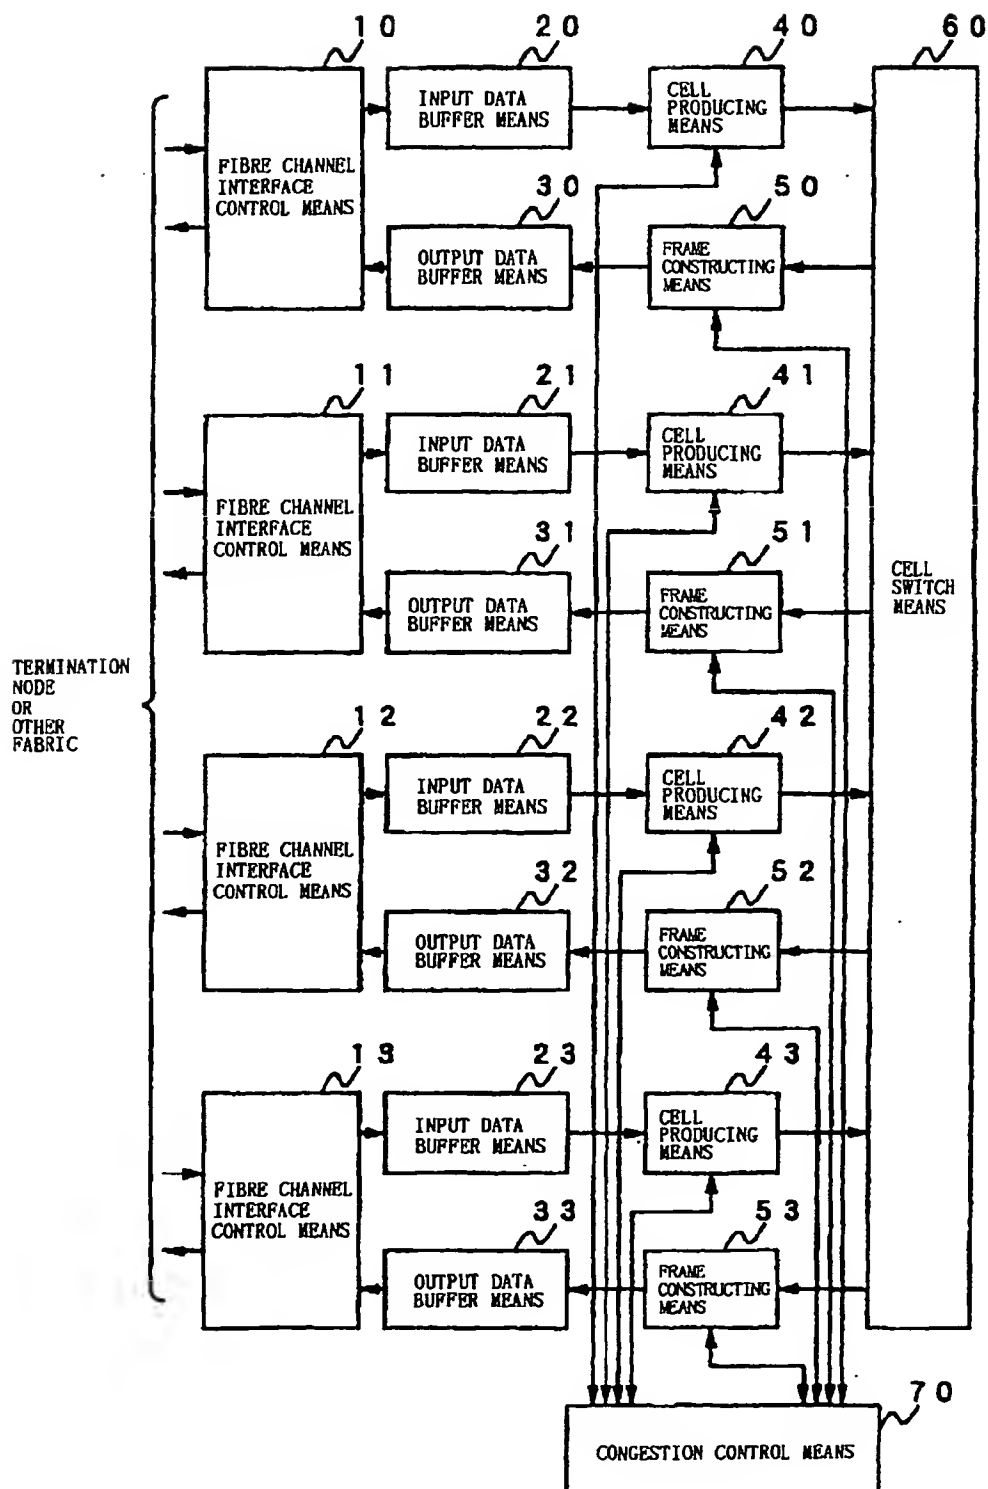 10
20
40
60
FIBRE CHANNEL
INTERFACE
CONTROL MEANS
INPUT DATA
BUFFER MEANS
CELL
PRODUCING
MEANS
30
50
OUTPUT DATA
BUFFER MEANS
FRAME
CONSTRUCTING
MEANS
11
21
41
FIBRE CHANNEL
INTERFACE
CONTROL MEANS
INPUT DATA
BUFFER MEANS
CELL
PRODUCING
MEANS
31
51
OUTPUT DATA
BUFFER MEANS
FRAME
CONSTRUCTING
MEANS
CELL
SWITCH
MEANS
TERMINATION
NODE
OR
OTHER
FABRIC
12
22
42
FIBRE CHANNEL
INTERFACE
CONTROL MEANS
INPUT DATA
BUFFER MEANS
CELL
PRODUCING
MEANS
32
52
OUTPUT DATA
BUFFER MEANS
FRAME
CONSTRUCTING
MEANS
13
23
43
FIBRE CHANNEL
INTERFACE
CONTROL MEANS
INPUT DATA
BUFFER MEANS
CELL
PRODUCING
MEANS
33
53
OUTPUT DATA
BUFFER MEANS
FRAME
CONSTRUCTING
MEANS
70
CONGESTION CONTROL MEANS